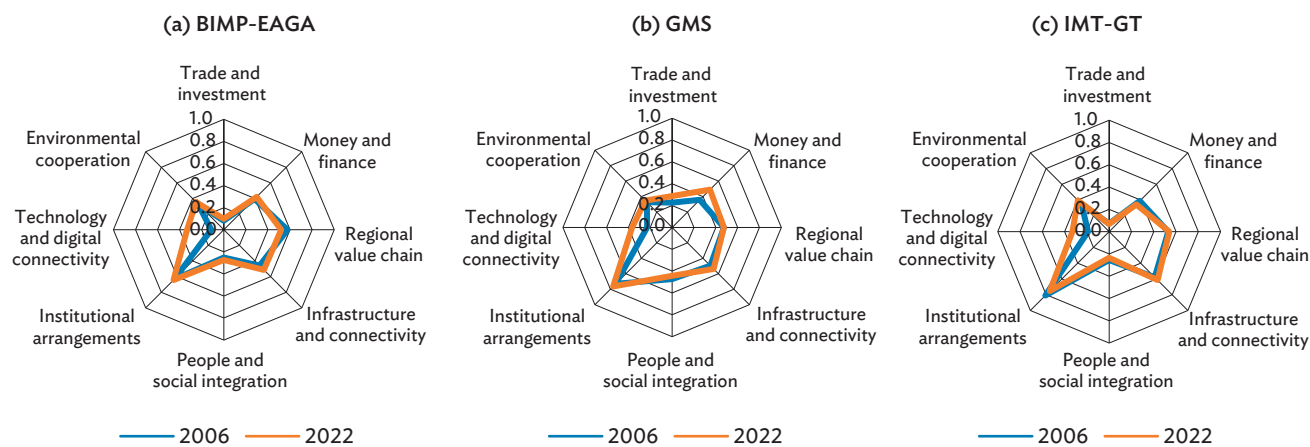 (a) BIMP-EAGA
Trade and
investment
1.0
0.8
0.6
0.4
0.2
0.0
Environmental
cooperation
Money and
finance
Technology
and digital
connectivity
Regional
value chain
Institutional
arrangements
Infrastructure
and connectivity
People and
social integration
2006
2022
(b) GMS
Trade and
investment
1.0
0.8
0.6
0.4
0.2
0.0
Environmental
cooperation
Money and
finance
Technology
and digital
connectivity
Regional
value chain
Institutional
arrangements
Infrastructure
and connectivity
People and
social integration
2006
2022
(c) IMT-GT
Trade and
investment
1.0
0.8
0.6
0.4
0.2
0.0
Environmental
cooperation
Money and
finance
Technology
and digital
connectivity
Regional
value chain
Institutional
arrangements
Infrastructure
and connectivity
People and
social integration
2006
2022